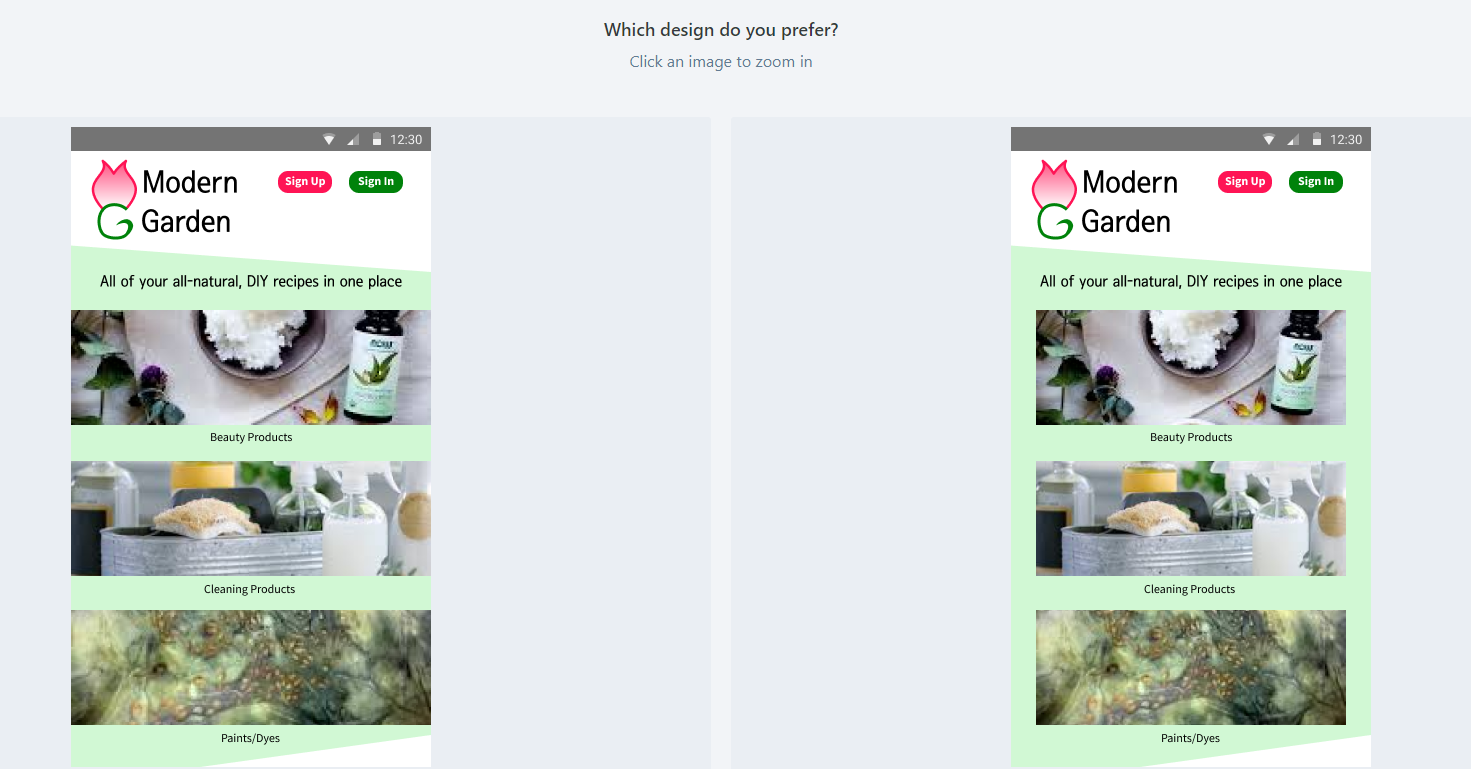 Which design do you prefer?
Click an image to zoom in
12:30
Modern
Garden
Sign Up
Sign In
All of your all-natural, DIY recipes in one place
Beauty Products
Cleaning Products
Paints/Dyes
12:30
Modern
Garden
Sign Up
Sign In
All of your all-natural, DIY recipes in one place
Beauty Products
Cleaning Products
Paints/Dyes